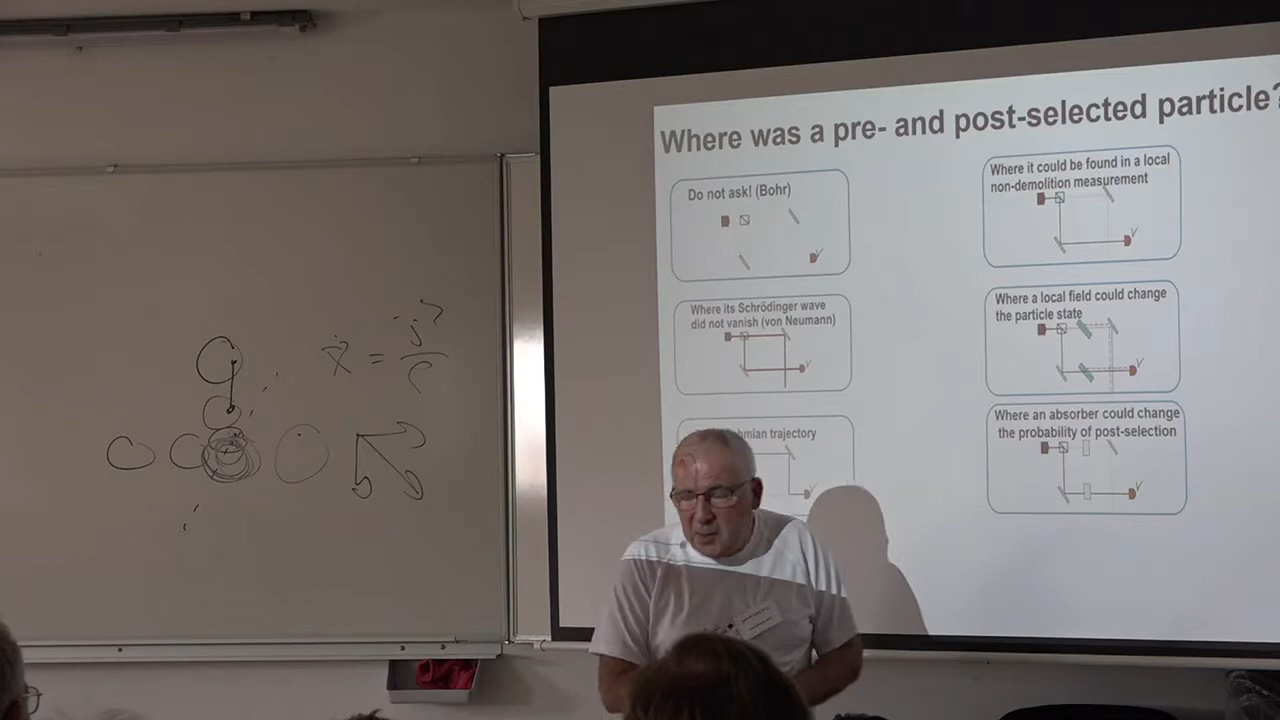 Where was a pre- and post-selected particle?
Do not ask! (Bohr)
Where its Schrödinger wave
did not vanish (von Neumann)
hmian trajectory
Where it could be found in a local
non-demolition measurement
Where a local field could change
the particle state
Where an absorber could change
the probability of post-selection